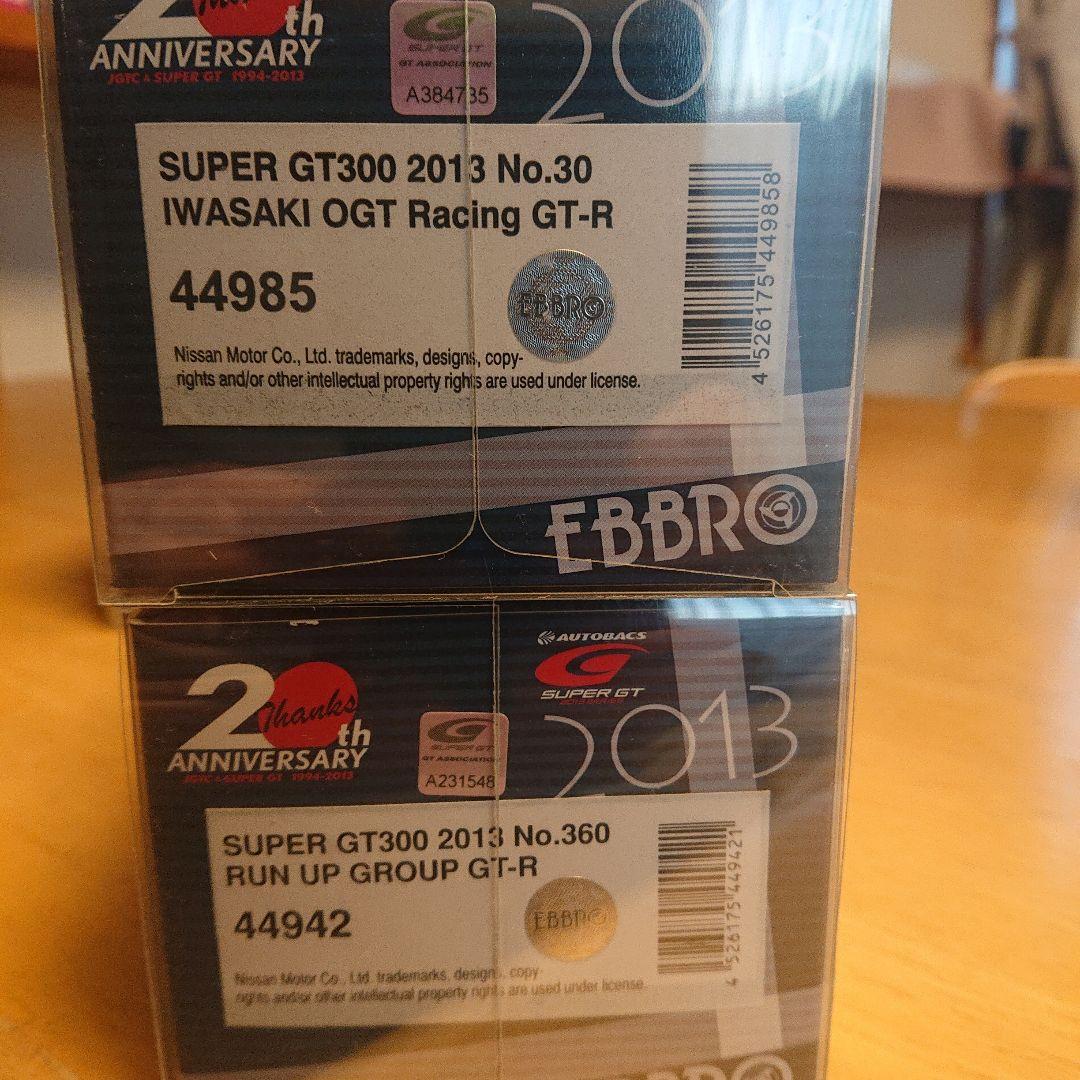 th
ANNIVERSARY
JGTC & SUPER GT 1994-2013
SUPER GT
GT ASSOCIATION
A384735
SUPER GT300 2013 No.30
IWASAKI OGT Racing GT-R
44985
EBBRO
Nissan Motor Co., Ltd. trademarks, designs, copy-
rights and/or other intellectual property rights are used under license.
4 526175 449858
EBBRO
20th
Thanks
ANNIVERSARY
JGTC & SUPER GT 1994-2013
SUPER GT
GT ASSOCIATION
A231548
AUTOBACS
SUPER GT
2013 SERIES
2013
SUPER GT300 2013 No.360
RUN UP GROUP GT-R
44942
EBBRO
Nissan Motor Co., Ltd. trademarks, designs, copy-
rights and/or other intellectual property rights are used under license.
4 526175 449421
EBBRO